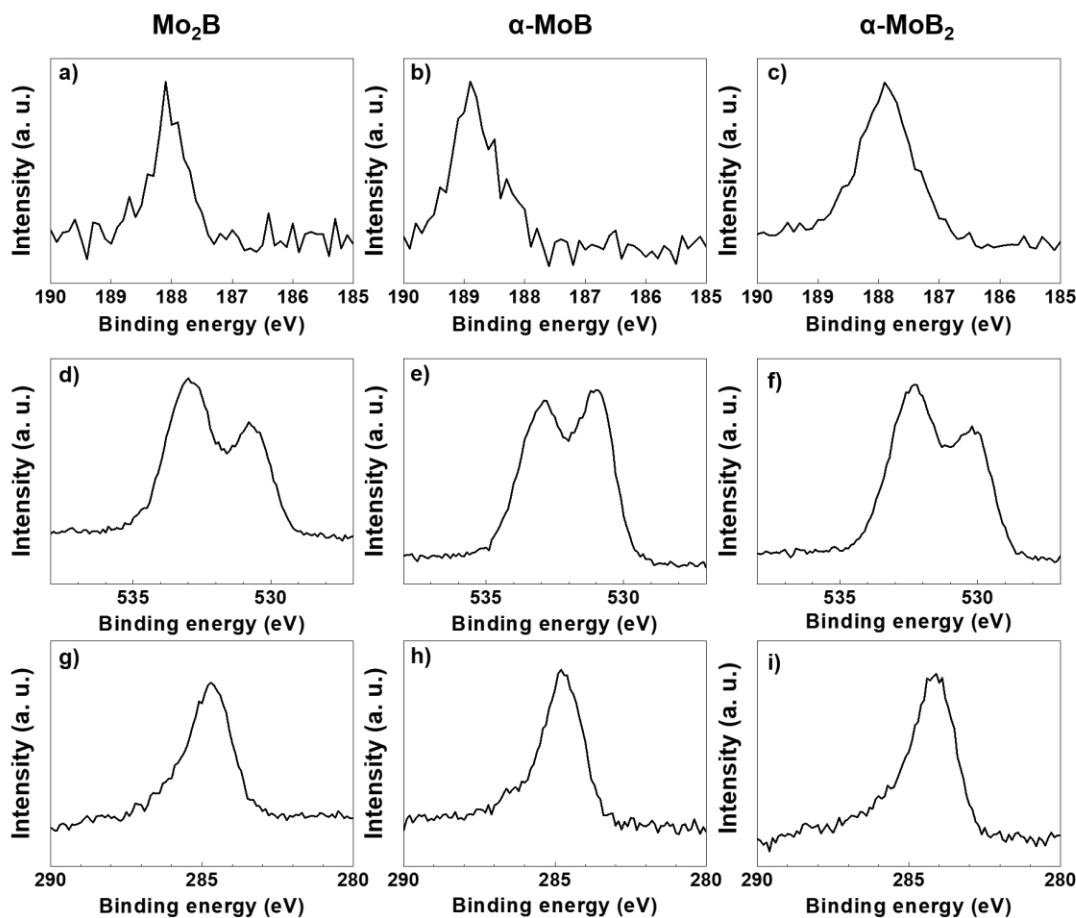 Mo₂B α-MoB α-MoB₂
a) b) c)
Intensity (a. u.) Intensity (a. u.) Intensity (a. u.)
190 189 188 187 186 185 190 189 188 187 186 185 190 189 188 187 186 185
Binding energy (eV) Binding energy (eV) Binding energy (eV)
d) e) f)
Intensity (a. u.) Intensity (a. u.) Intensity (a. u.)
535 530 535 530 535 530
Binding energy (eV) Binding energy (eV) Binding energy (eV)
g) h) i)
Intensity (a. u.) Intensity (a. u.) Intensity (a. u.)
290 285 280 290 285 280 290 285 280
Binding energy (eV) Binding energy (eV) Binding energy (eV)